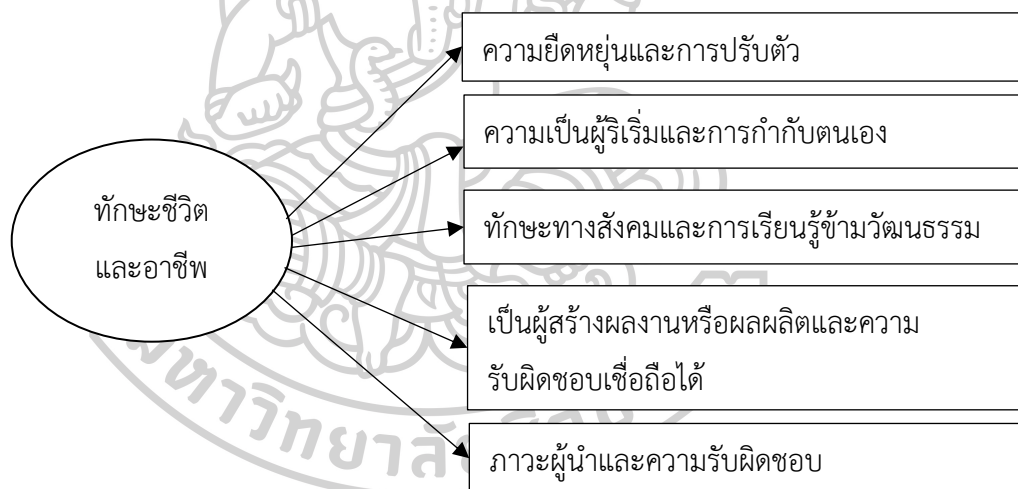 ความยืดหยุ่นและการปรับตัว
ความเป็นผู้ริเริ่มและการกำกับตนเอง
ทักษะชีวิต
และอาชีพ
ทักษะทางสังคมและการเรียนรู้ข้ามวัฒนธรรม
เป็นผู้สร้างผลงานหรือผลผลิตและความ
รับผิดชอบเชื่อถือได้
ภาวะผู้นำและความรับผิดชอบ
มหาวิทยาลั